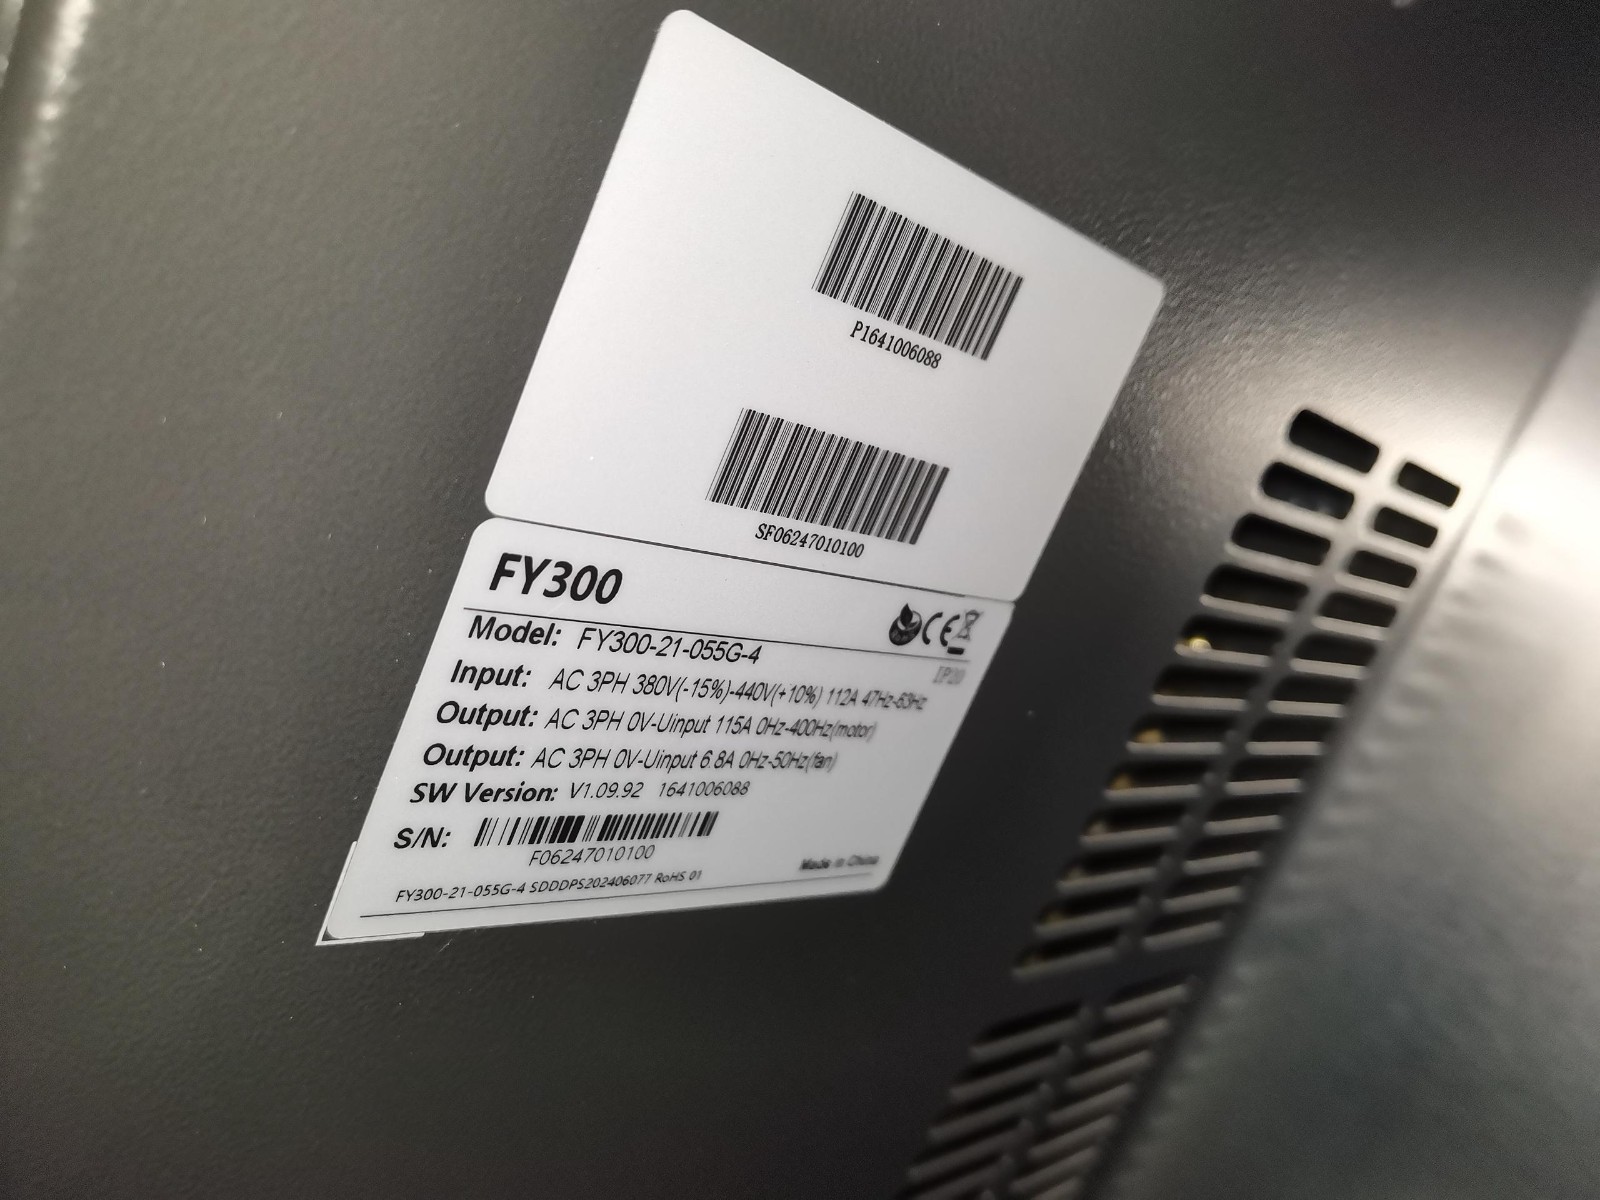 P1641006088
SF06247010100
FY300
CE
Model: FY300-21-055G-4
IP20
Input: AC 3PH 380V(-15%)-440V(+10%) 112A 47Hz-63Hz
Output: AC 3PH 0V-Uinput 115A 0Hz-400Hz(motor)
Output: AC 3PH 0V-Uinput 6.8A 0Hz-50Hz(fan)
SW Version: V1.09.92 1641006088
S/N:
F06247010100
Made in China
FY300-21-055G-4 SDDDPS202406077 RoHS 01